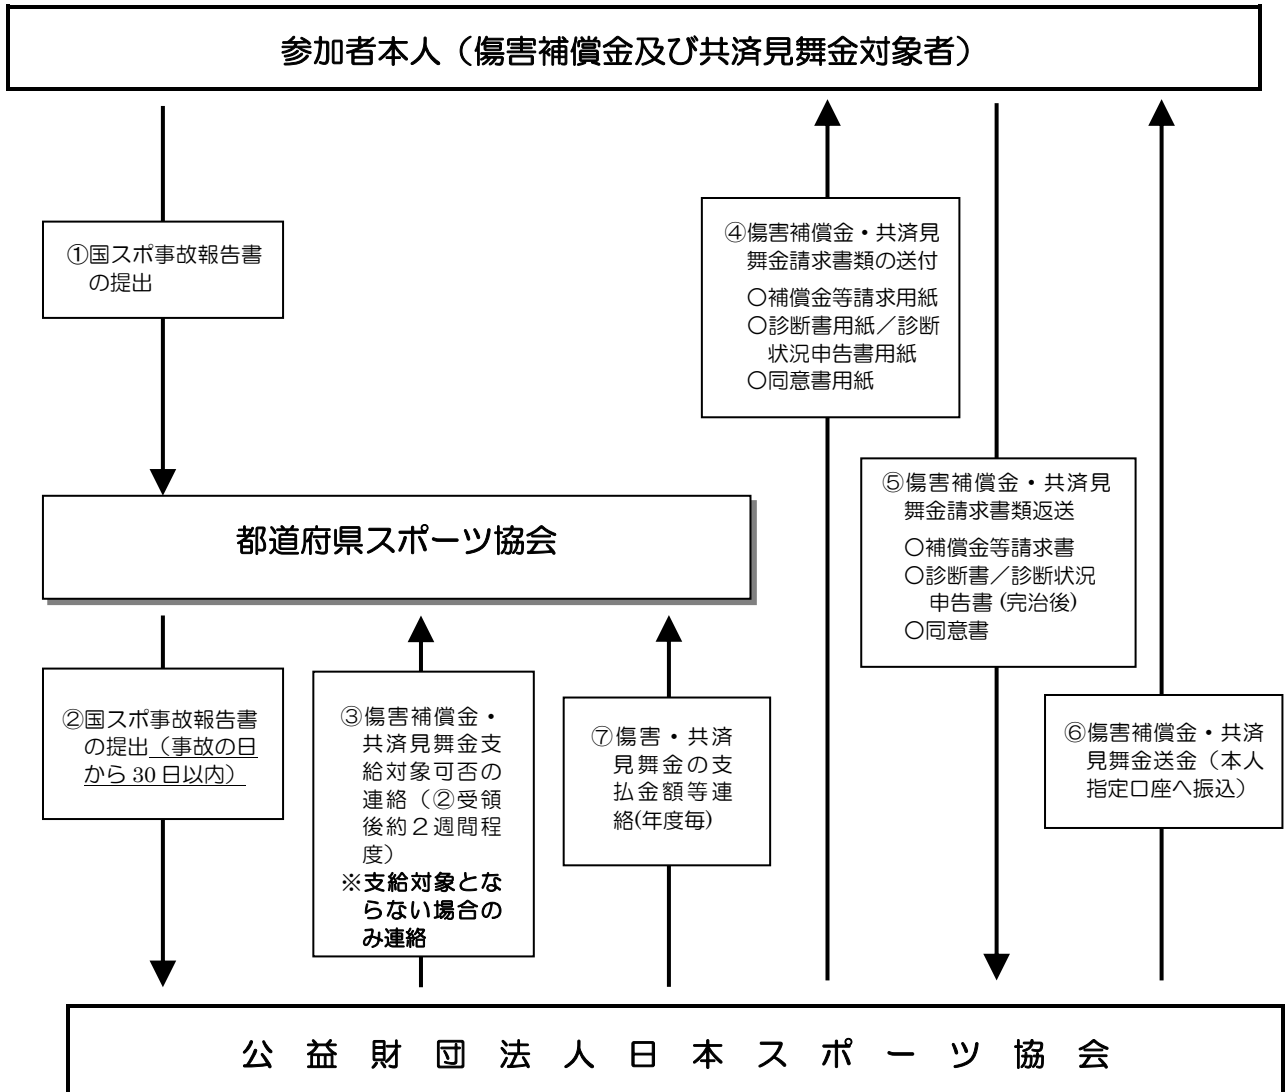 参加者本人（傷害補償金及び共済見舞金対象者）
①国スポ事故報告書
の提出
④傷害補償金・共済見
舞金請求書類の送付
○補償金等請求用紙
○診断書用紙／診断
状況申告書用紙
○同意書用紙
⑤傷害補償金・共済見
舞金請求書類返送
○補償金等請求書
○診断書／診断状況
申告書(完治後)
○同意書
都道府県スポーツ協会
②国スポ事故報告書
の提出（事故の日
から30日以内）
③傷害補償金・
共済見舞金支
給対象可否の
連絡（②受領
後約２週間程
度）
※支給対象とな
らない場合の
み連絡
⑦傷害・共済
見舞金の支
払金額等連
絡(年度毎)
⑥傷害補償金・共済
見舞金送金（本人
指定口座へ振込）
公益財団法人日本スポーツ協会